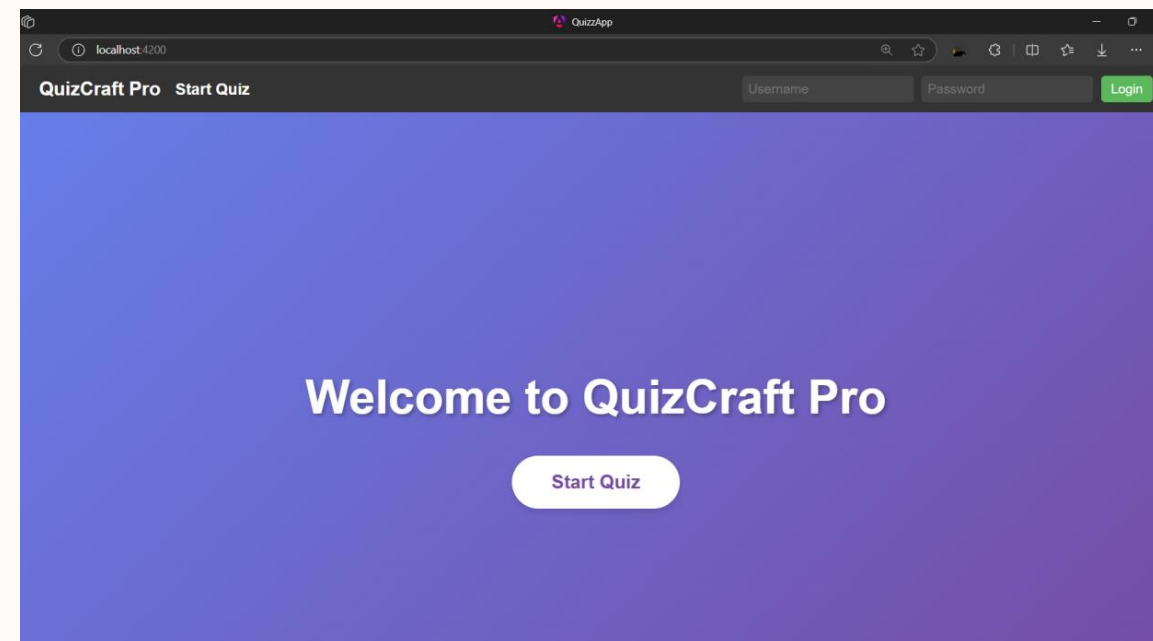 QuizzApp
localhost:4200
QuizCraft Pro Start Quiz Username Password Login
Welcome to QuizCraft Pro
Start Quiz